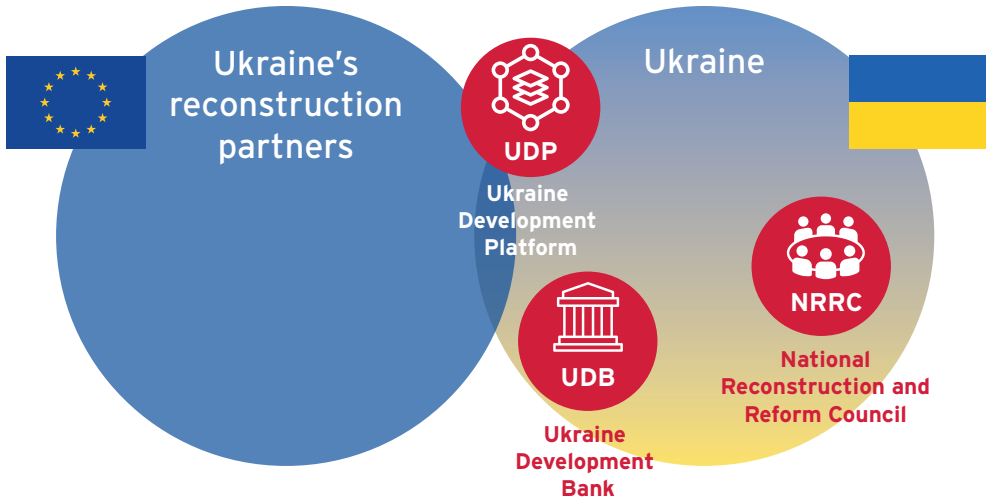 Ukraine's
reconstruction
partners
UDP
Ukraine
Development
Platform
Ukraine
UDB
Ukraine
Development
Bank
NRRC
National
Reconstruction and
Reform Council